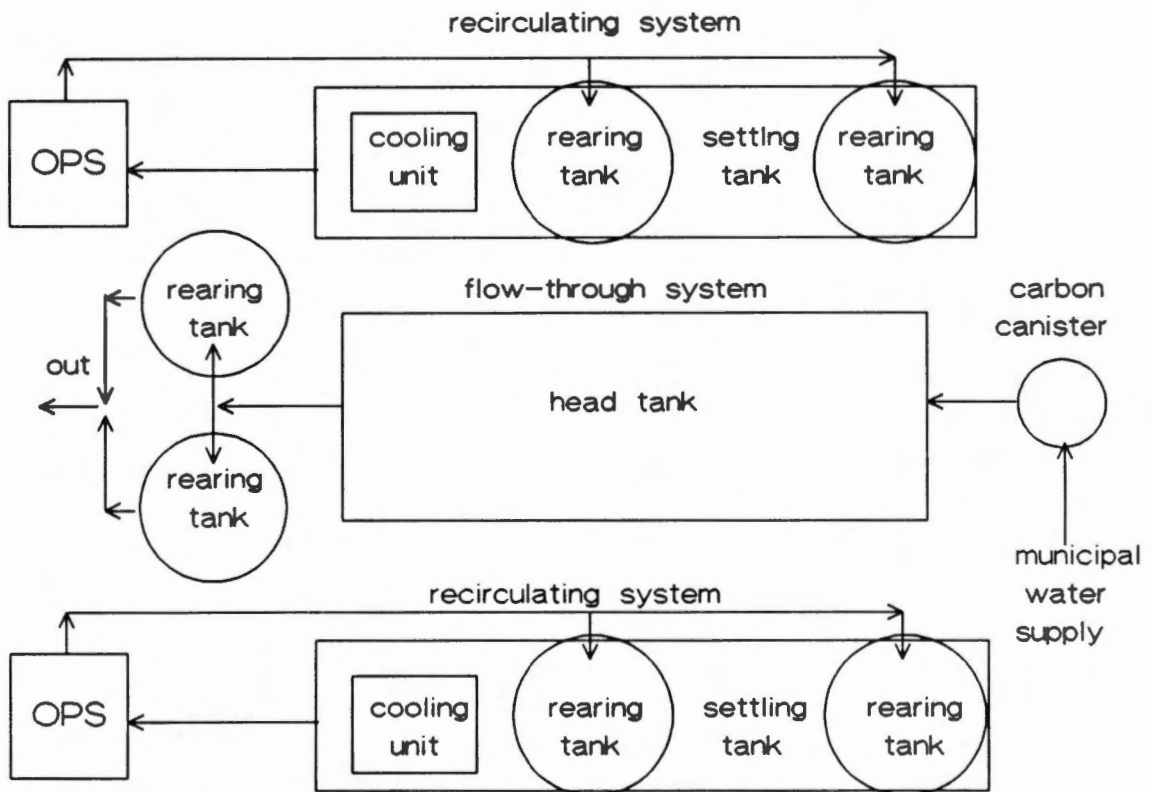 recirculating system
OPS
cooling
unit
rearing
tank
settlng
tank
rearing
tank
rearing
tank
flow-through system
carbon
canister
out
head tank
rearing
tank
municipal
water
supply
recirculating system
OPS
cooling
unit
rearing
tank
settling
tank
rearing
tank